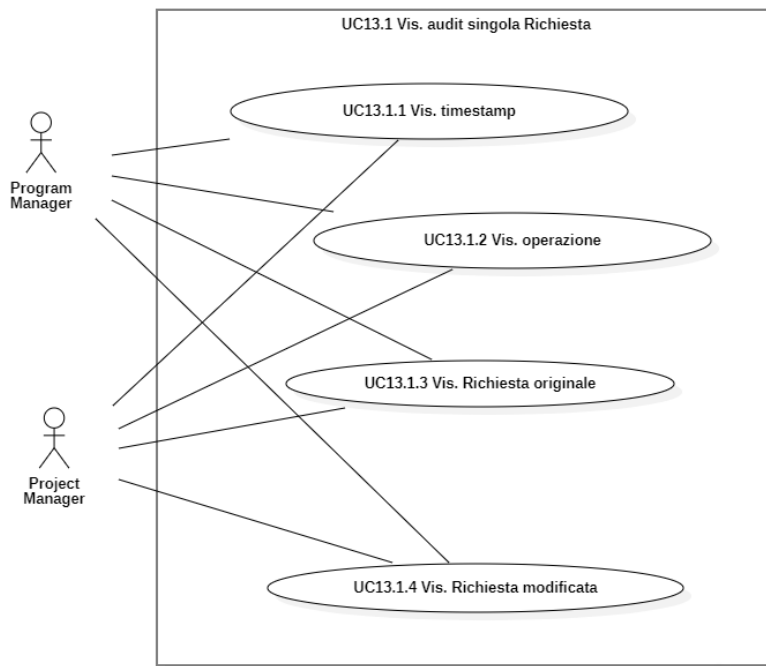 UC13.1 Vis. audit singola Richiesta
UC13.1.1 Vis. timestamp
Program
Manager
UC13.1.2 Vis. operazione
UC13.1.3 Vis. Richiesta originale
Project
Manager
UC13.1.4 Vis. Richiesta modificata